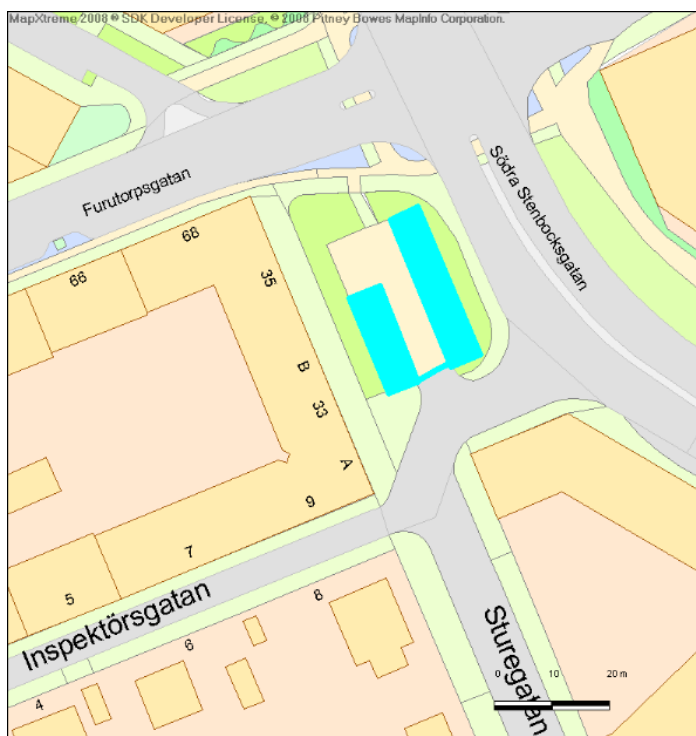 MapXtreme 2008 ® SDK Developer License, © 2008 Pitney Bowes MapInfo Corporation.
Furutorpsgatan
Södra Stenbocksgatan
68
66
35
B
33
A
9
7
5
Inspektörsgatan
8
6
4
Sturegatan
0 10 20 m